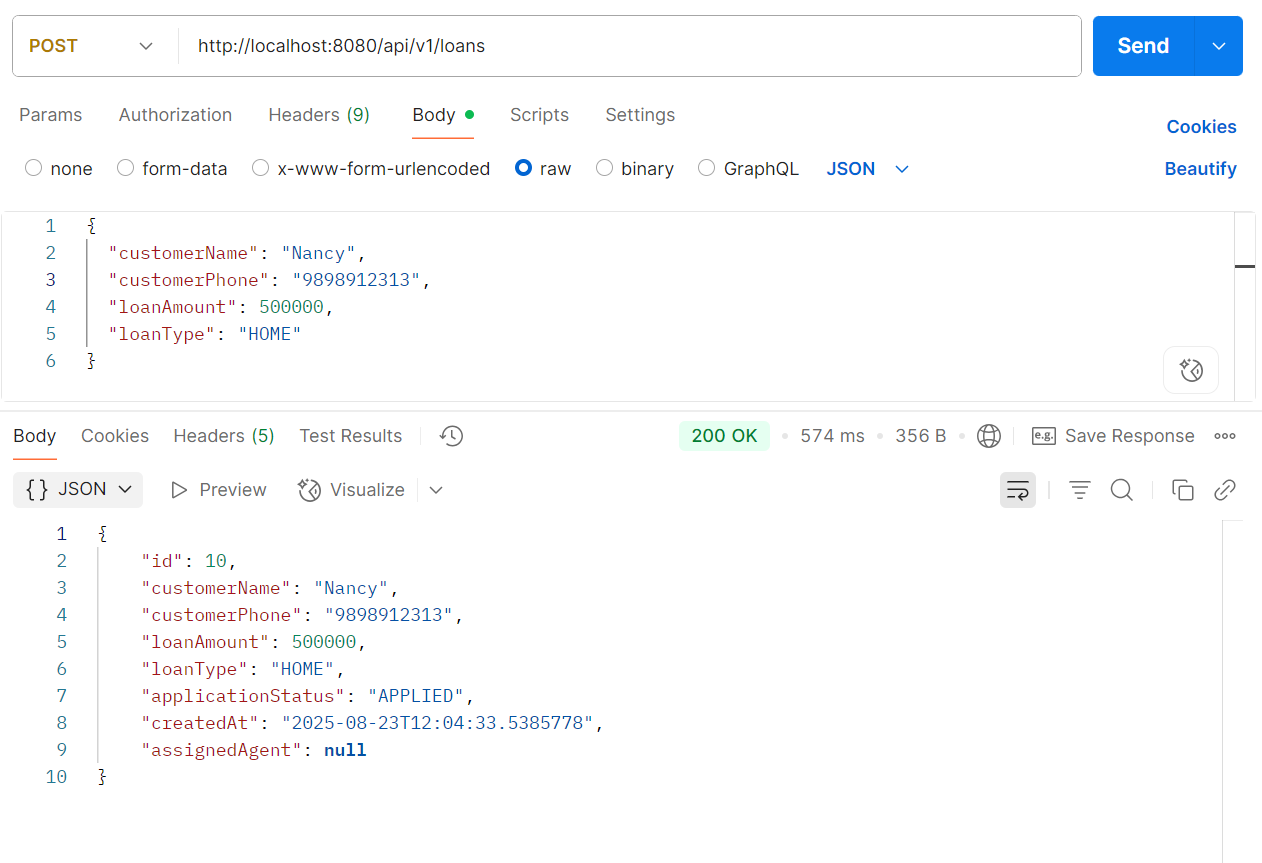 POST http://localhost:8080/api/v1/loans Send
Params Authorization Headers (9) Body Scripts Settings Cookies
none form-data x-www-form-urlencoded raw binary GraphQL JSON Beautify
1 {
2 "customerName": "Nancy",
3 "customerPhone": "9898912313",
4 "loanAmount": 500000,
5 "loanType": "HOME"
6 }
Body Cookies Headers (5) Test Results 200 OK 574 ms 356 B e.g. Save Response
{} JSON Preview Visualize
1 {
2 "id": 10,
3 "customerName": "Nancy",
4 "customerPhone": "9898912313",
5 "loanAmount": 500000,
6 "loanType": "HOME",
7 "applicationStatus": "APPLIED",
8 "createdAt": "2025-08-23T12:04:33.5385778",
9 "assignedAgent": null
10 }